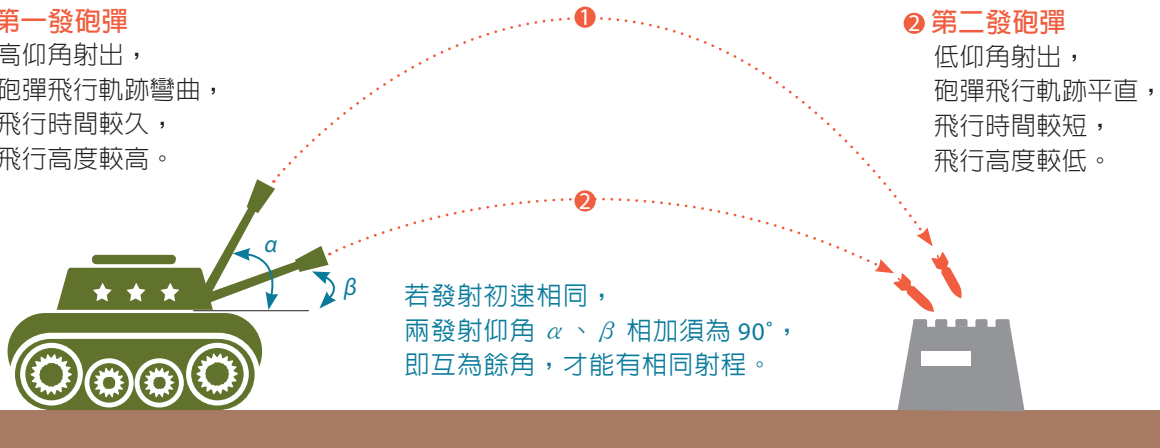 第一發砲彈
高仰角射出，
砲彈飛行軌跡彎曲，
飛行時間較久，
飛行高度較高。
1
2
❷ 第二發砲彈
低仰角射出，
砲彈飛行軌跡平直，
飛行時間較短，
飛行高度較低。
α
β
若發射初速相同，
兩發射仰角 α 、 β 相加須為 90°，
即互為餘角，才能有相同射程。